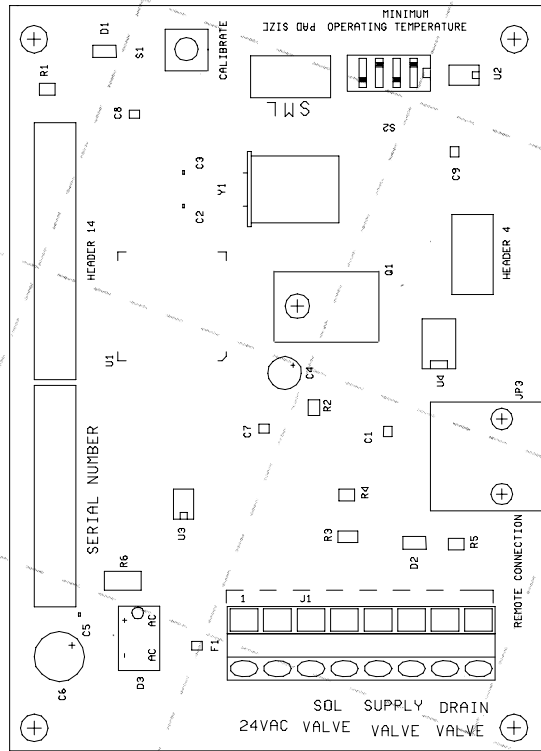 MINIMUM
PAD SIZE OPERATING TEMPERATURE
D1
S1
CALIBRATE
R1
U2
C8
SML
S2
C3
Y1
C9
C2
HEADER 14
HEADER 4
Q1
U1
C4
U4
R2
JP3
C7
C1
SERIAL NUMBER
R4
U3
R3
D2
R5
R6
REMOTE CONNECTION
1
J1
C5
+
AC
-
AC
F1
C6
D3
SOL SUPPLY DRAIN
24VAC VALVE VALVE VALVE